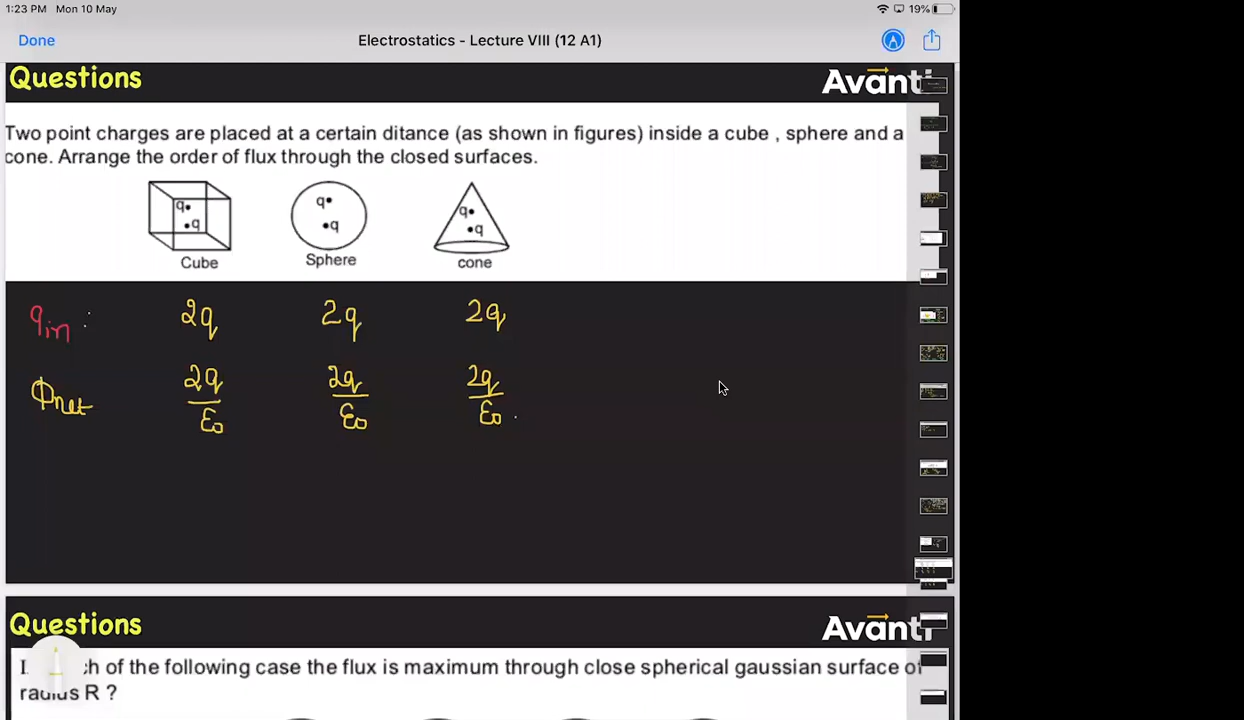 1:23 PM Mon 10 May 19%
Done Electrostatics - Lecture VIII (12 A1)
Questions Avanti
Two point charges are placed at a certain ditance (as shown in figures) inside a cube , sphere and a
cone. Arrange the order of flux through the closed surfaces.
q• q• q•
•q •q •q
Cube Sphere cone
q_in : 2q 2q 2q
Φ_net 2q/ε₀ 2q/ε₀ 2q/ε₀
Questions Avanti
of the following case the flux is maximum through close spherical gaussian surface of
radius R ?